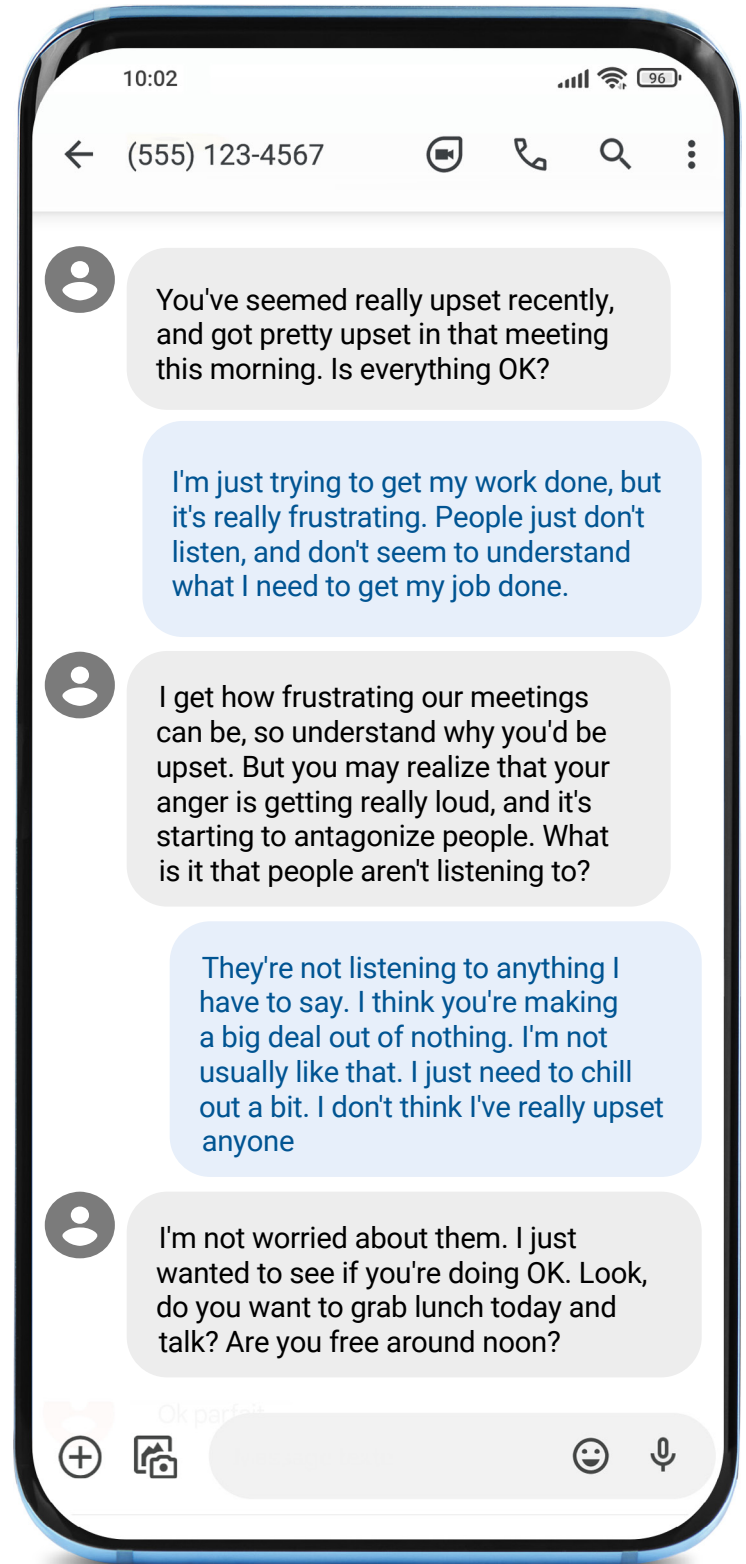 10:02
96
(555) 123-4567
You've seemed really upset recently,
and got pretty upset in that meeting
this morning. Is everything OK?
I'm just trying to get my work done, but
it's really frustrating. People just don't
listen, and don't seem to understand
what I need to get my job done.
I get how frustrating our meetings
can be, so understand why you'd be
upset. But you may realize that your
anger is getting really loud, and it's
starting to antagonize people. What
is it that people aren't listening to?
They're not listening to anything I
have to say. I think you're making
a big deal out of nothing. I'm not
usually like that. I just need to chill
out a bit. I don't think I've really upset
anyone
I'm not worried about them. I just
wanted to see if you're doing OK. Look,
do you want to grab lunch today and
talk? Are you free around noon?
Ok parfait